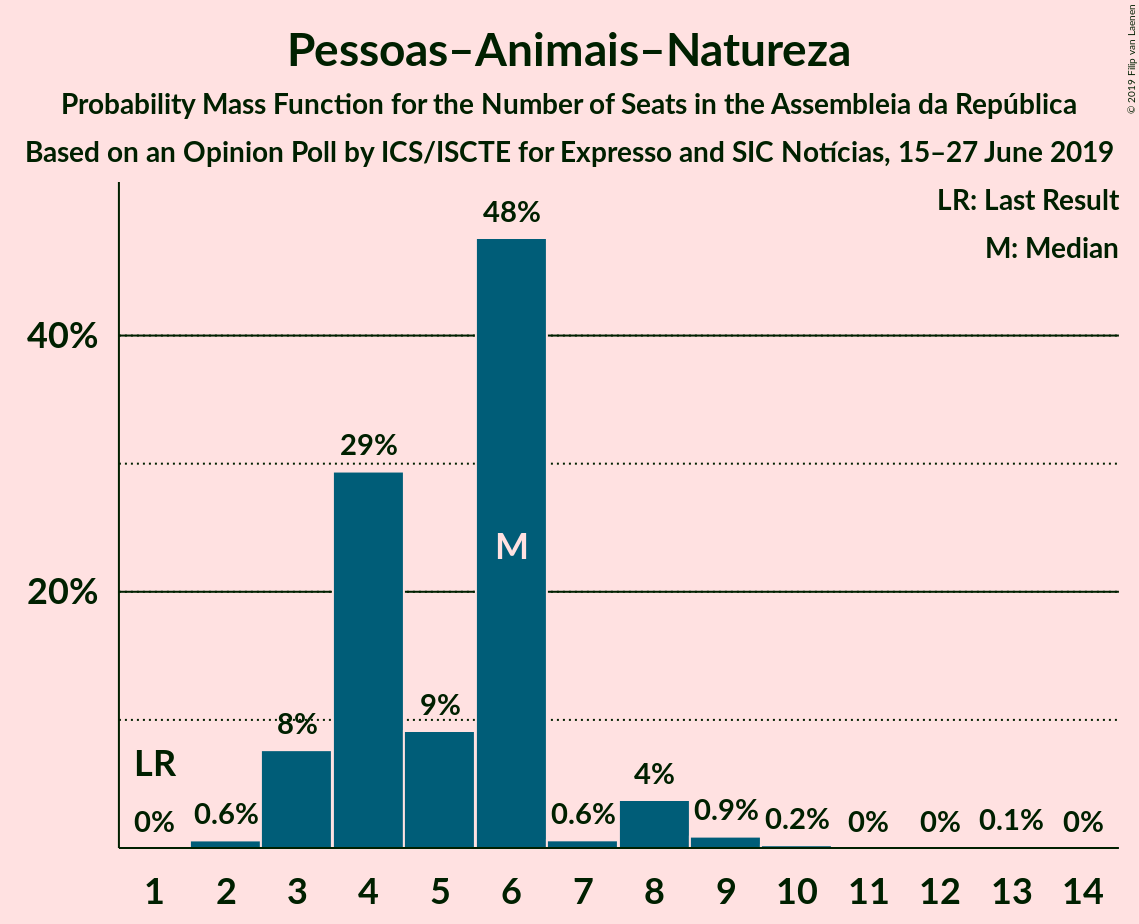 Pessoas–Animais–Natureza
Probability Mass Function for the Number of Seats in the Assembleia da República
Based on an Opinion Poll by ICS/ISCTE for Expresso and SIC Notícias, 15–27 June 2019
© 2019 Filip van Laenen
LR: Last Result
M: Median
40%
20%
LR
0%
0.6%
8%
29%
9%
48%
M
0.6%
4%
0.9%
0.2%
0%
0%
0.1%
0%
1 2 3 4 5 6 7 8 9 10 11 12 13 14